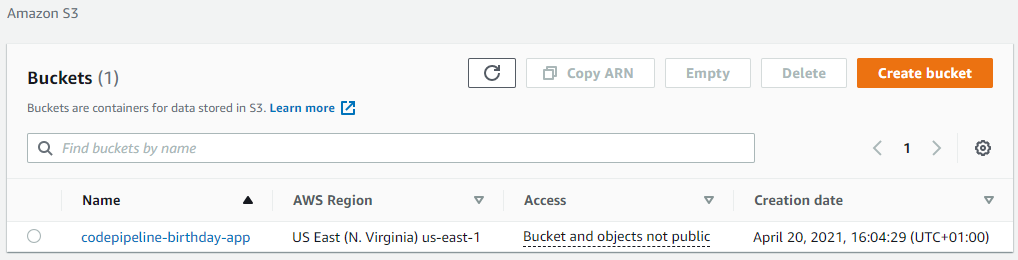 Amazon S3
Buckets (1)
Copy ARN
Empty
Delete
Create bucket
Buckets are containers for data stored in S3. Learn more
Find buckets by name
1
Name AWS Region Access Creation date
codepipeline-birthday-app US East (N. Virginia) us-east-1 Bucket and objects not public April 20, 2021, 16:04:29 (UTC+01:00)